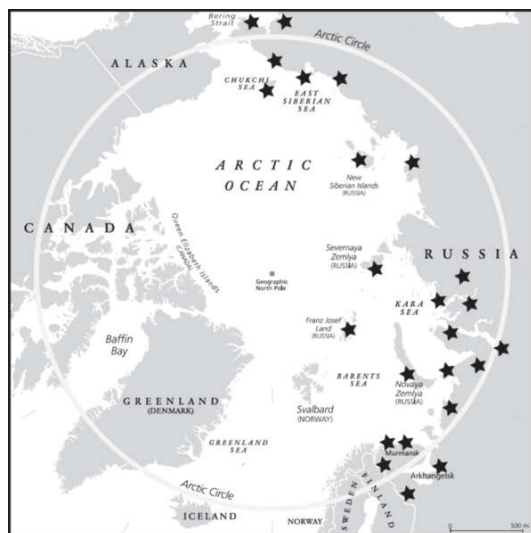 Bering
Strait
Arctic Circle
ALASKA
CHUKCHI
SEA
EAST
SIBERIAN
SEA
ARCTIC
OCEAN
New
Siberian Islands
(RUSSIA)
CANADA
Queen Elizabeth Islands
(CANADA)
Severnaya
Zemlya
(RUSSIA)
RUSSIA
Geographic
North Pole
KARA
SEA
Franz Josef
Land
(RUSSIA)
Baffin
Bay
BARENTS
SEA
Novaya
Zemlya
(RUSSIA)
GREENLAND
(DENMARK)
Svalbard
(NORWAY)
GREENLAND
SEA
Murmansk
Arkhangelsk
Arctic Circle
ICELAND
NORWAY
SWEDEN
FINLAND
0
500 m